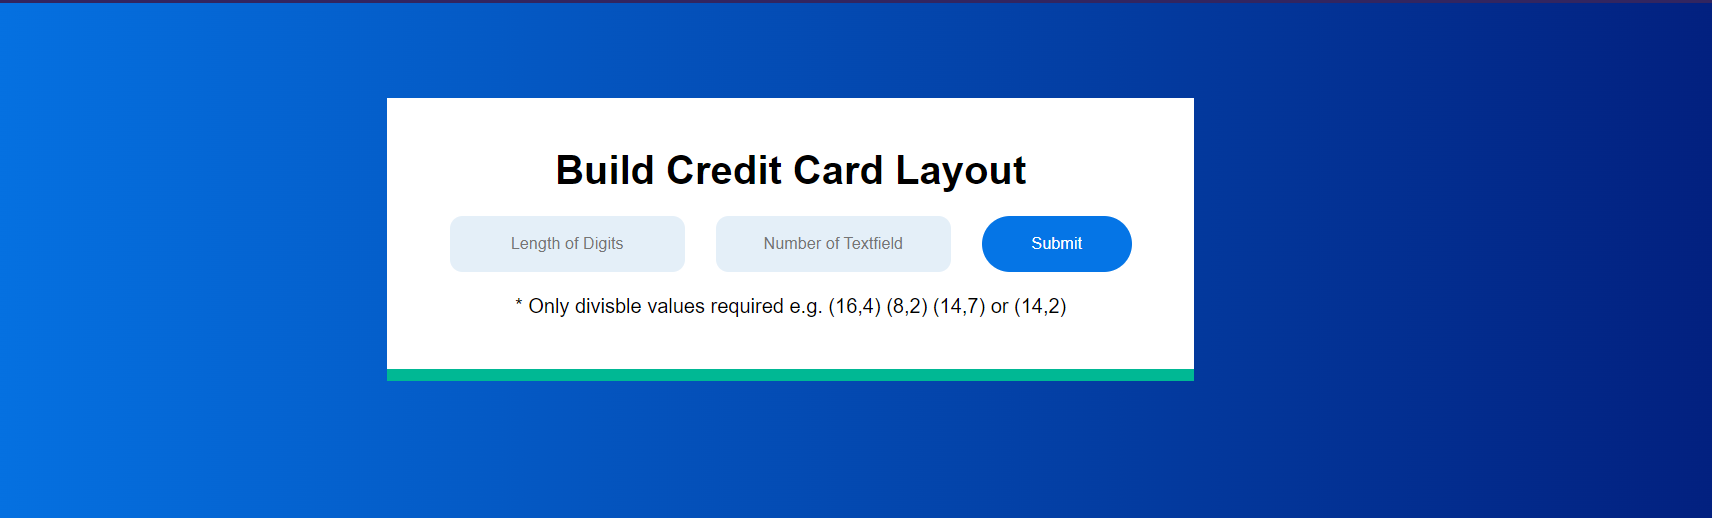 Build Credit Card Layout
Length of Digits
Number of Textfield
Submit
* Only divisble values required e.g. (16,4) (8,2) (14,7) or (14,2)